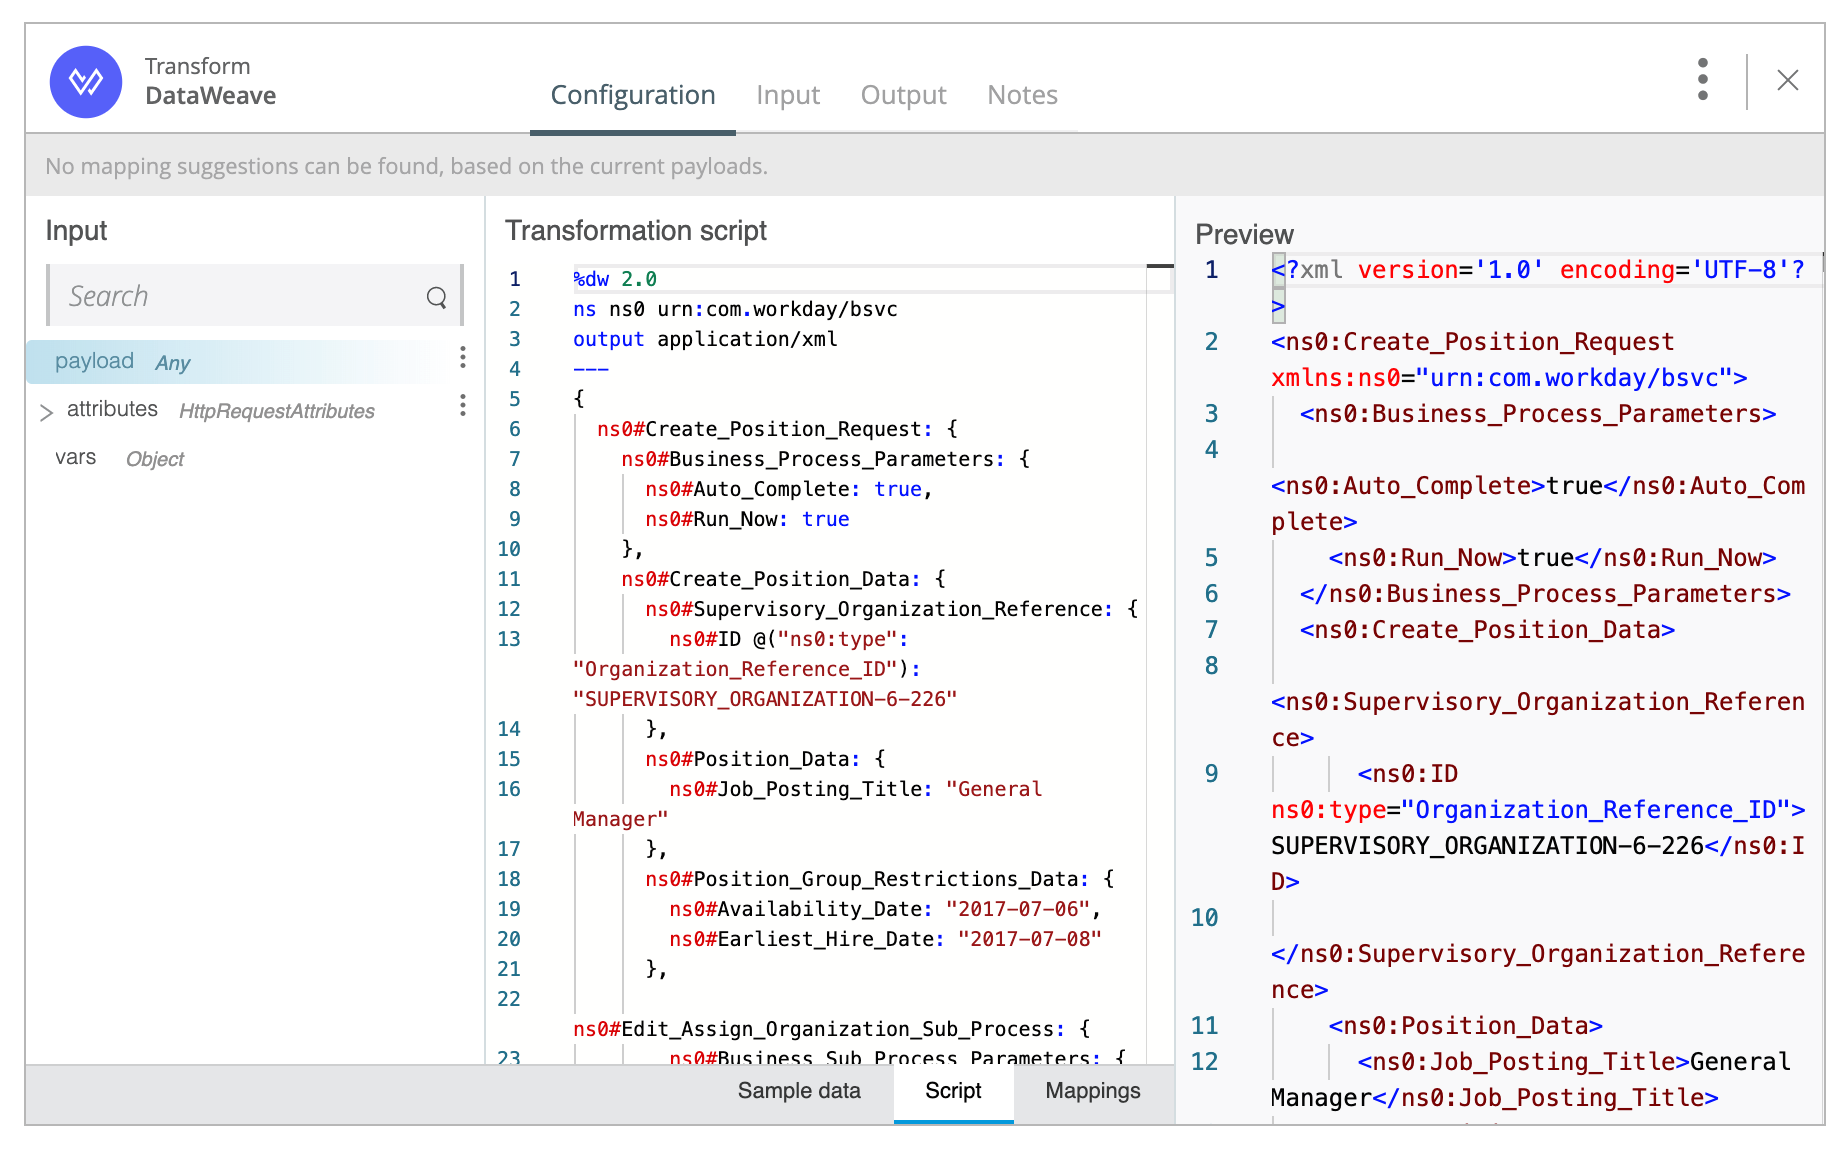 Transform
DataWeave
Configuration
Input
Output
Notes
No mapping suggestions can be found, based on the current payloads.
Input
Search
payload Any
attributes HttpRequestAttributes
vars Object
Transformation script
1 %dw 2.0
2 ns ns0 urn:com.workday/bsvc
3 output application/xml
4 ---
5 {
6 ns0#Create_Position_Request: {
7 ns0#Business_Process_Parameters: {
8 ns0#Auto_Complete: true,
9 ns0#Run_Now: true
10 },
11 ns0#Create_Position_Data: {
12 ns0#Supervisory_Organization_Reference: {
13 ns0#ID @("ns0:type":
"Organization_Reference_ID"):
"SUPERVISORY_ORGANIZATION-6-226"
14 },
15 ns0#Position_Data: {
16 ns0#Job_Posting_Title: "General
Manager"
17 },
18 ns0#Position_Group_Restrictions_Data: {
19 ns0#Availability_Date: "2017-07-06",
20 ns0#Earliest_Hire_Date: "2017-07-08"
21 },
22
ns0#Edit_Assign_Organization_Sub_Process: {
23 ns0#Business_Sub_Process_Parameters: {
Sample data
Script
Mappings
Preview
1 <?xml version='1.0' encoding='UTF-8'?
>
2 <ns0:Create_Position_Request
xmlns:ns0="urn:com.workday/bsvc">
3 <ns0:Business_Process_Parameters>
4
<ns0:Auto_Complete>true</ns0:Auto_Com
plete>
5 <ns0:Run_Now>true</ns0:Run_Now>
6 </ns0:Business_Process_Parameters>
7 <ns0:Create_Position_Data>
8
<ns0:Supervisory_Organization_Referen
ce>
9 <ns0:ID
ns0:type="Organization_Reference_ID">
SUPERVISORY_ORGANIZATION-6-226</ns0:I
D>
10
</ns0:Supervisory_Organization_Refere
nce>
11 <ns0:Position_Data>
12 <ns0:Job_Posting_Title>General
Manager</ns0:Job_Posting_Title>